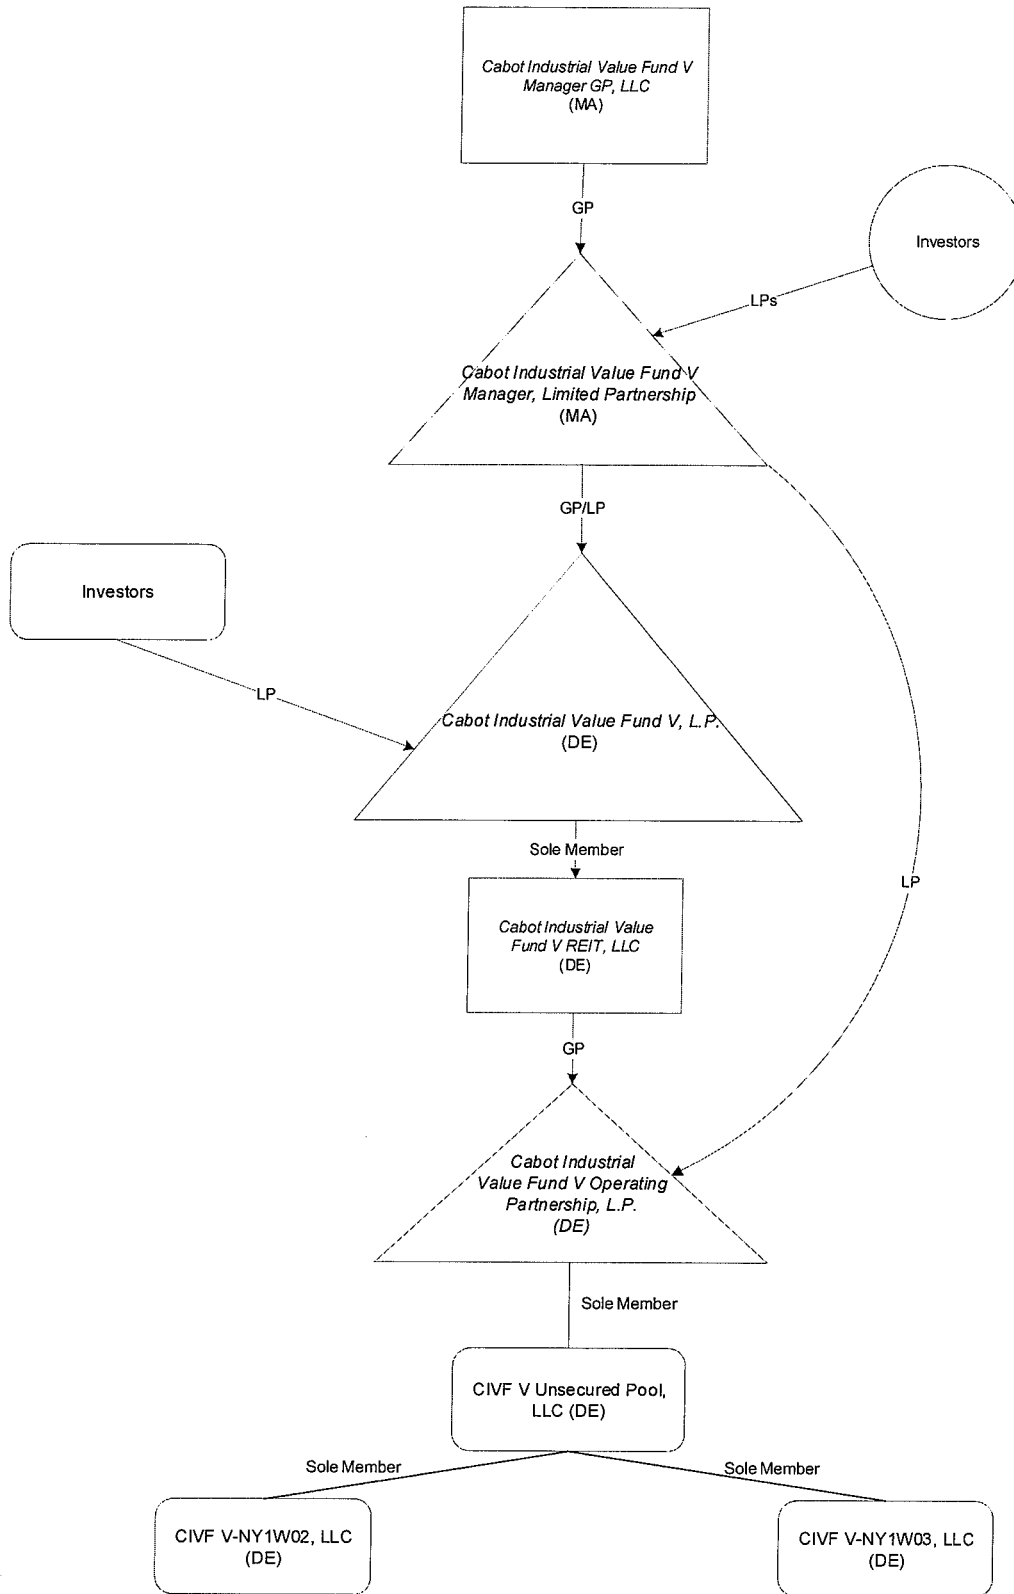 Cabot Industrial Value Fund V
Manager GP, LLC
(MA)
GP
Investors
LPs
Cabot Industrial Value Fund V
Manager, Limited Partnership
(MA)
GP/LP
Investors
LP
Cabot Industrial Value Fund V, L.P.
(DE)
Sole Member
LP
Cabot Industrial Value
Fund V REIT, LLC
(DE)
GP
Cabot Industrial
Value Fund V Operating
Partnership, L.P.
(DE)
Sole Member
CIVF V Unsecured Pool,
LLC (DE)
Sole Member
Sole Member
CIVF V-NY1W02, LLC
(DE)
CIVF V-NY1W03, LLC
(DE)